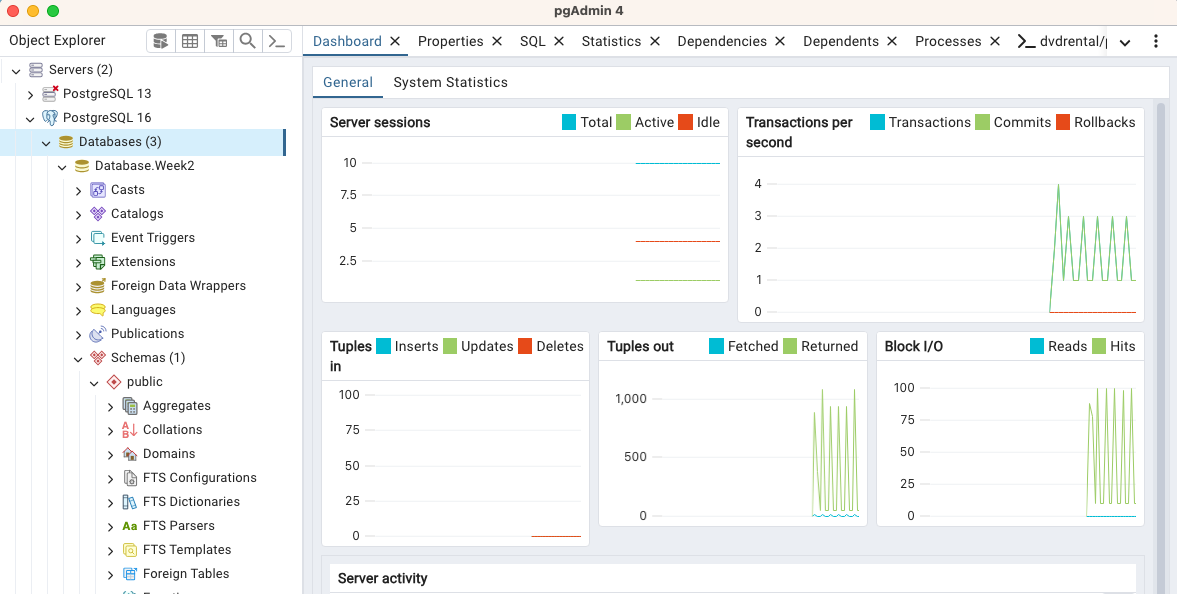 pgAdmin 4
Object Explorer
Servers (2)
PostgreSQL 13
PostgreSQL 16
Databases (3)
Database.Week2
Casts
Catalogs
Event Triggers
Extensions
Foreign Data Wrappers
Languages
Publications
Schemas (1)
public
Aggregates
Collations
Domains
FTS Configurations
FTS Dictionaries
Aa FTS Parsers
FTS Templates
Foreign Tables
Dashboard Properties SQL Statistics Dependencies Dependents Processes dvdrental/
General System Statistics
Server sessions Total Active Idle
10
7.5
5
2.5
Transactions per second Transactions Commits Rollbacks
4
3
2
1
0
Tuples in Inserts Updates Deletes
100
75
50
25
0
Tuples out Fetched Returned
1,000
500
0
Block I/O Reads Hits
100
75
50
25
0
Server activity